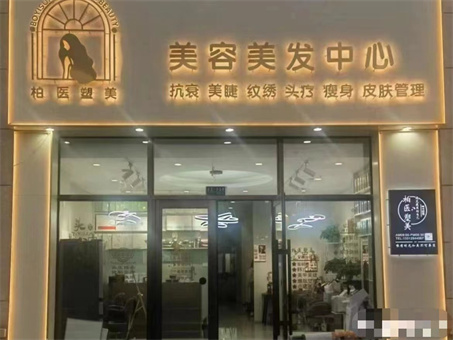 柏医塑美
美容美发中心
抗衰 美睫 纹绣 头疗 瘦身 皮肤管理
柏医塑美